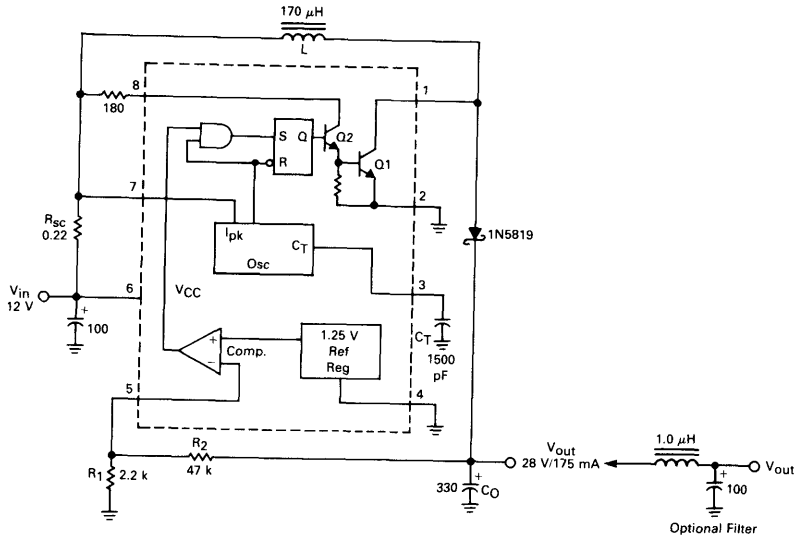 170 μH
L
8
180
1
S Q
R
Q2
Q1
2
7
Rsc
0.22
Ipk
CT
Osc
1N5819
Vin
12 V
6
VCC
3
+
100
+
−
Comp.
1.25 V
Ref
Reg
CT
1500
pF
5
4
R2
47 k
R1
2.2 k
Vout
28 V/175 mA
1.0 μH
Vout
330
+
CO
+
100
Optional Filter